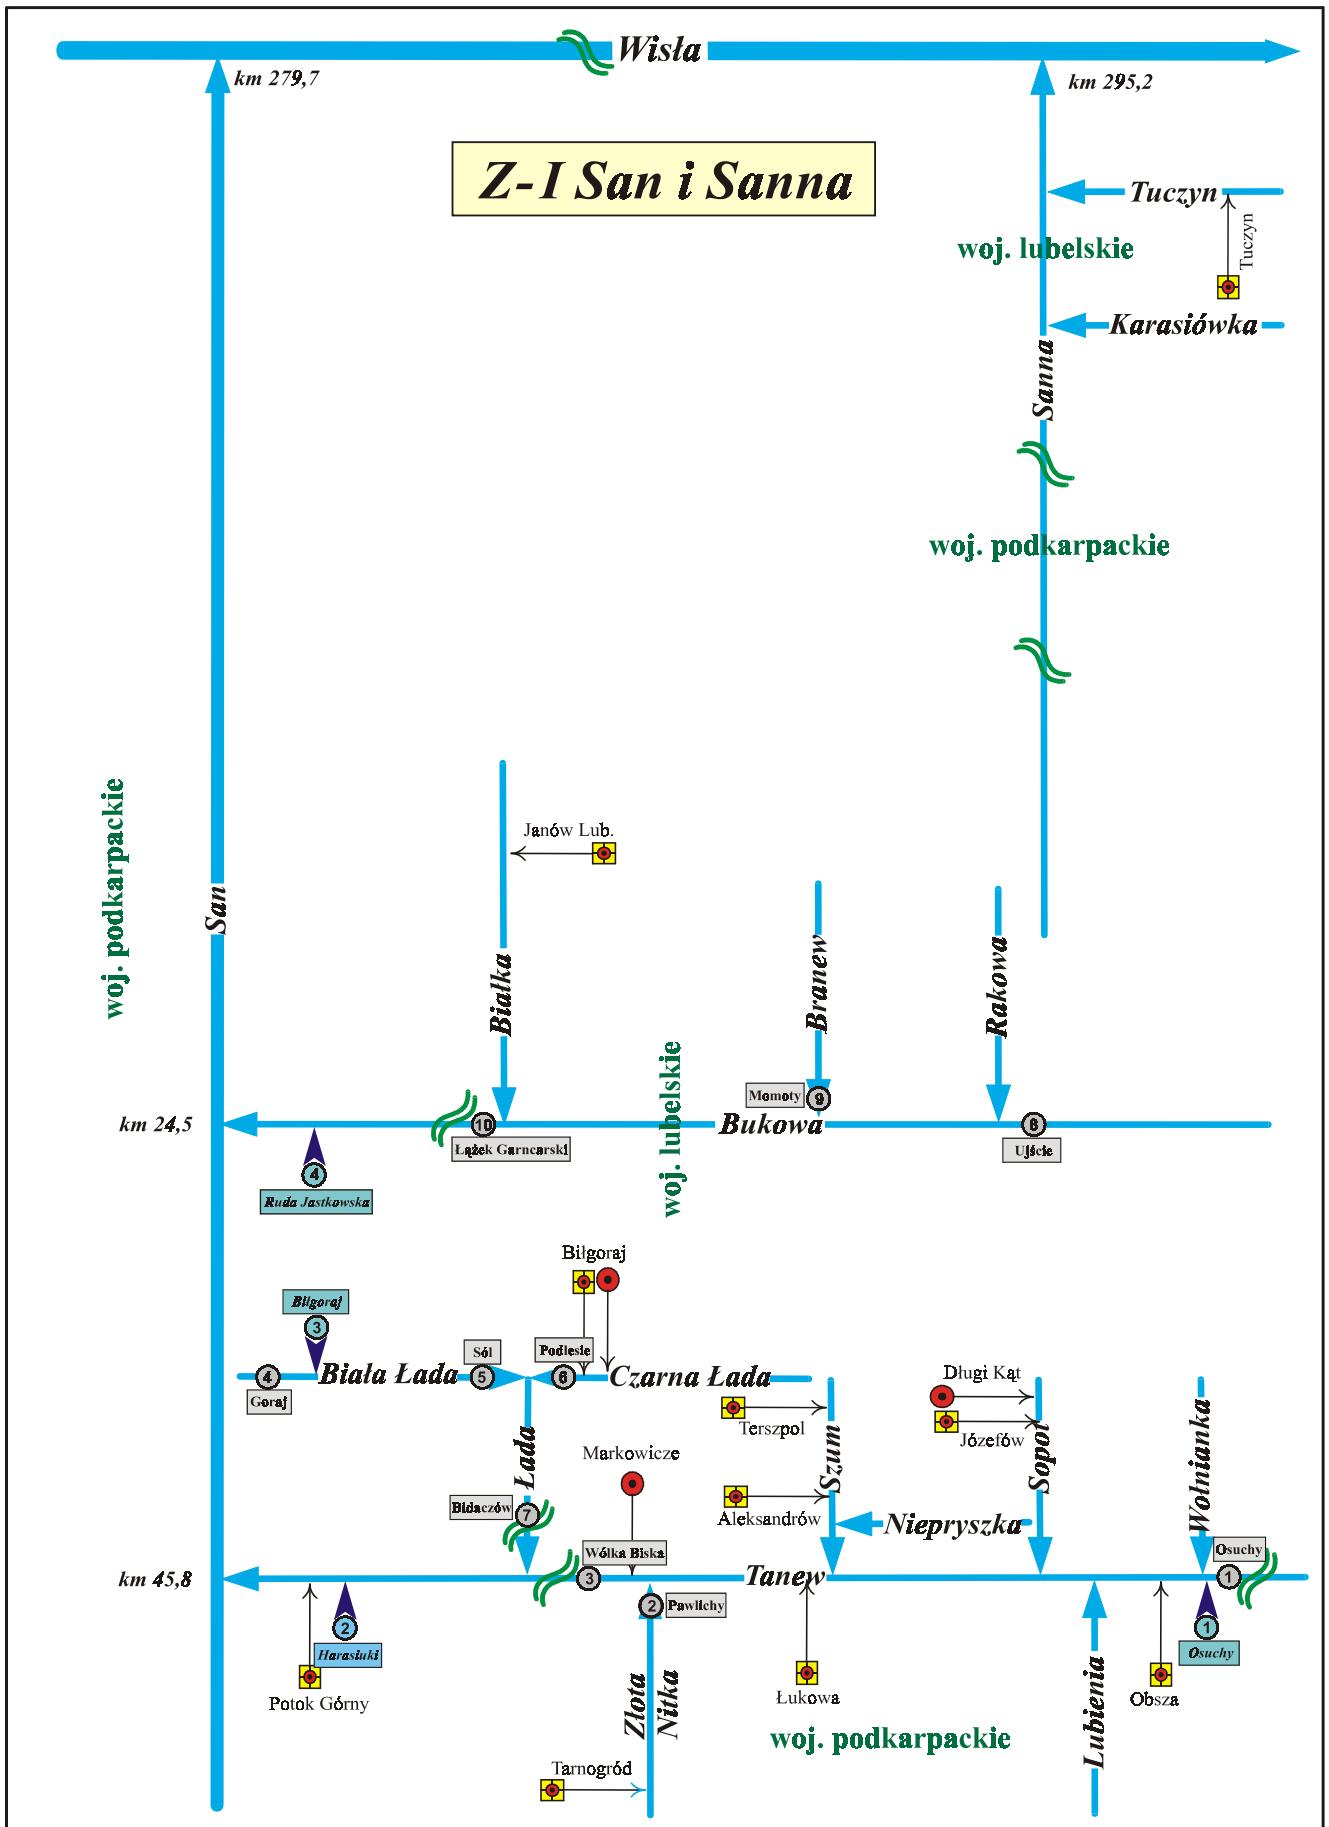 Wisła
km 279,7
km 295,2
Z-I San i Sanna
Tuczyn
Tuczyn
woj. lubelskie
Karasiówka
Sanna
woj. podkarpackie
woj. podkarpackie
San
Janów Lub.
Białka
Branew
Rakowa
woj. lubelskie
Momoty
9
km 24,5
10
Bukowa
8
Łążek Garncarski
Ujście
4
Ruda Jastkowska
Biłgoraj
Biłgoraj
3
Sól
Podlesie
4
Biała Łada
5
6
Czarna Łada
Goraj
Długi Kąt
Terszpol
Józefów
Łada
Markowicze
Szum
Sopot
Wołnianka
Bidaczów
7
Aleksandrów
Niepryszka
Wólka Biska
Osuchy
km 45,8
3
Tanew
1
2
Harasiuki
2
Pawlichy
1
Osuchy
Potok Górny
Złota
Nitka
Łukowa
Lubienia
Obsza
woj. podkarpackie
Tarnogród